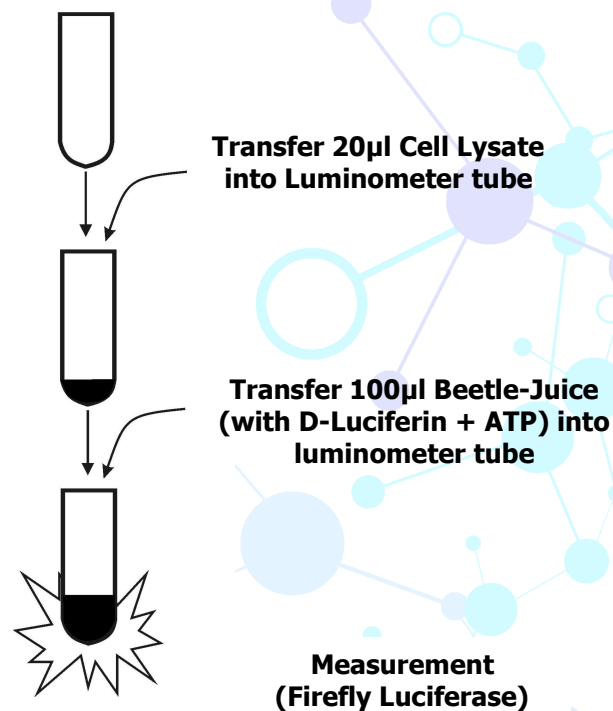 Transfer 20µl Cell Lysate
into Luminometer tube
Transfer 100µl Beetle-Juice
(with D-Luciferin + ATP) into
luminometer tube
Measurement
(Firefly Luciferase)